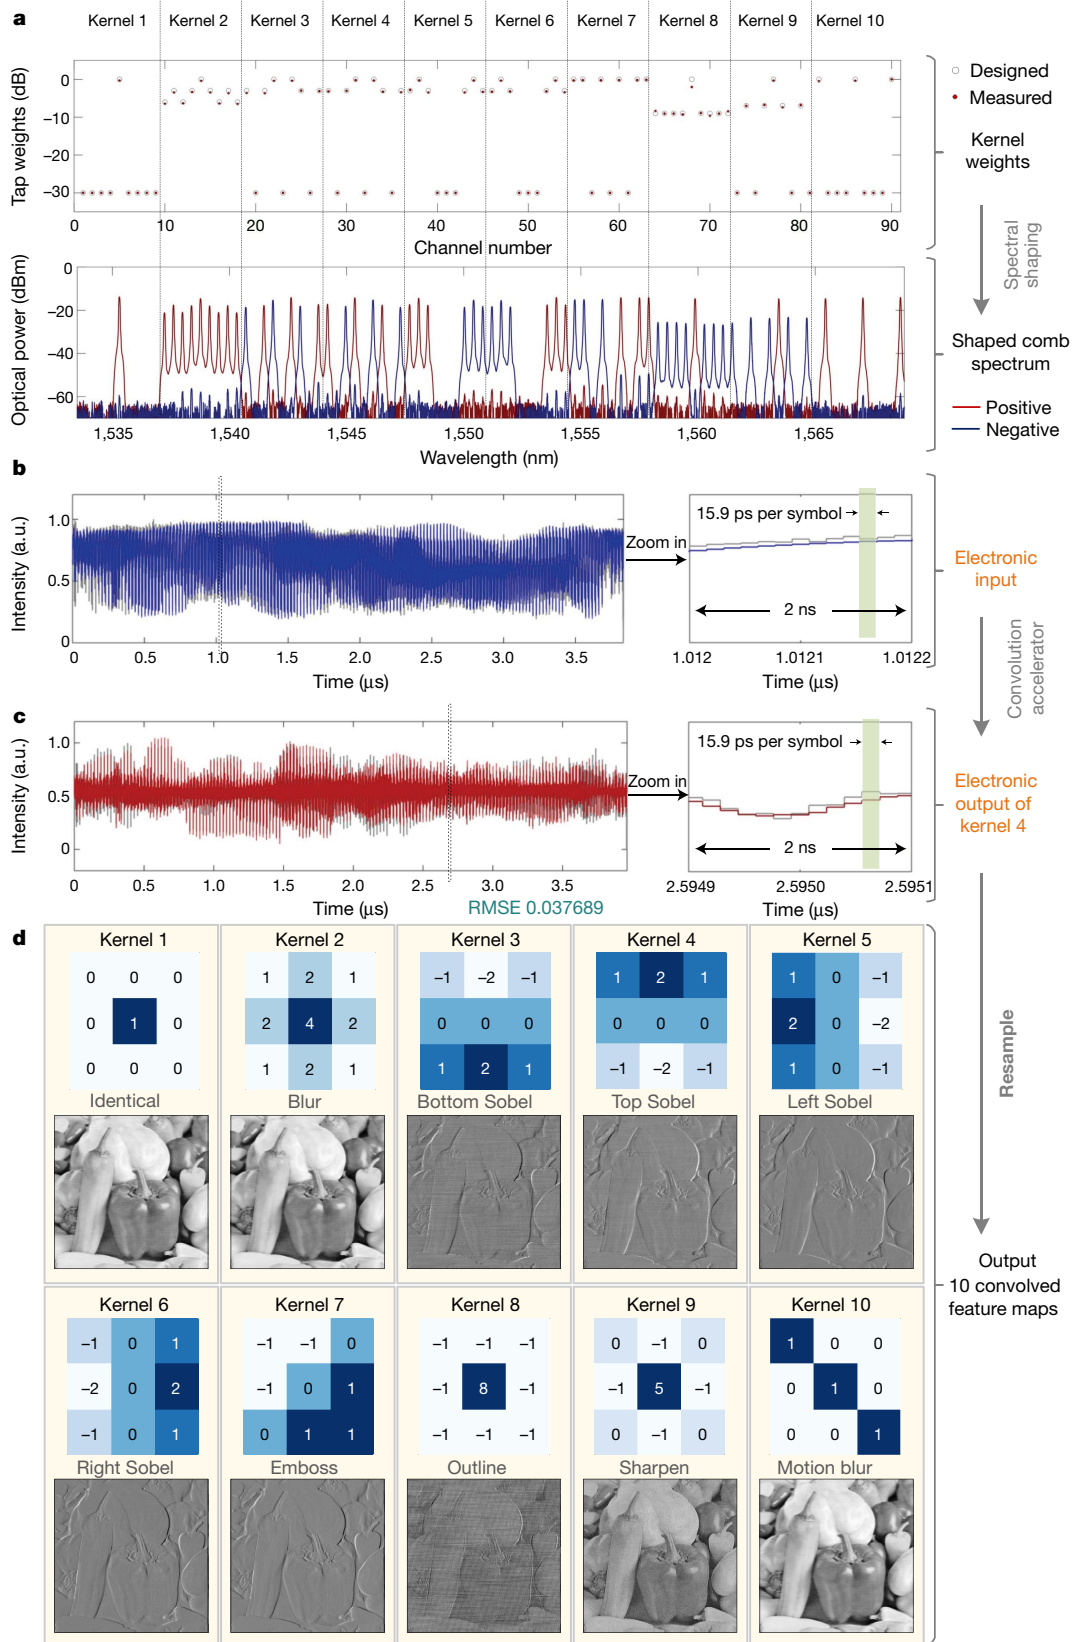 a
Kernel 1 Kernel 2 Kernel 3 Kernel 4 Kernel 5 Kernel 6 Kernel 7 Kernel 8 Kernel 9 Kernel 10
Tap weights (dB)
0
−10
−20
−30
0 10 20 30 40 50 60 70 80 90
Channel number
Designed
Measured
Kernel
weights
Spectral
shaping
Optical power (dBm)
0
−20
−40
−60
1,535 1,540 1,545 1,550 1,555 1,560 1,565
Wavelength (nm)
Shaped comb
spectrum
Positive
Negative
b
Intensity (a.u.)
1.0
0.5
0
0 0.5 1.0 1.5 2.0 2.5 3.0 3.5
Time (μs)
Zoom in
15.9 ps per symbol
2 ns
1.012 1.0121 1.0122
Time (μs)
Electronic
input
Convolution
accelerator
c
Intensity (a.u.)
1.0
0.5
0
0 0.5 1.0 1.5 2.0 2.5 3.0 3.5
Time (μs)
RMSE 0.037689
Zoom in
15.9 ps per symbol
2 ns
2.5949 2.5950 2.5951
Time (μs)
Electronic
output of
kernel 4
Resample
d
Kernel 1 Kernel 2 Kernel 3 Kernel 4 Kernel 5
0 0 0 1 2 1 −1 −2 −1 1 2 1 1 0 −1
0 1 0 2 4 2 0 0 0 0 0 0 2 0 −2
0 0 0 1 2 1 1 2 1 −1 −2 −1 1 0 −1
Identical Blur Bottom Sobel Top Sobel Left Sobel
Output
10 convolved
feature maps
Kernel 6 Kernel 7 Kernel 8 Kernel 9 Kernel 10
−1 0 1 −1 −1 0 −1 −1 −1 0 −1 0 1 0 0
−2 0 2 −1 0 1 −1 8 −1 −1 5 −1 0 1 0
−1 0 1 0 1 1 −1 −1 −1 0 −1 0 0 0 1
Right Sobel Emboss Outline Sharpen Motion blur